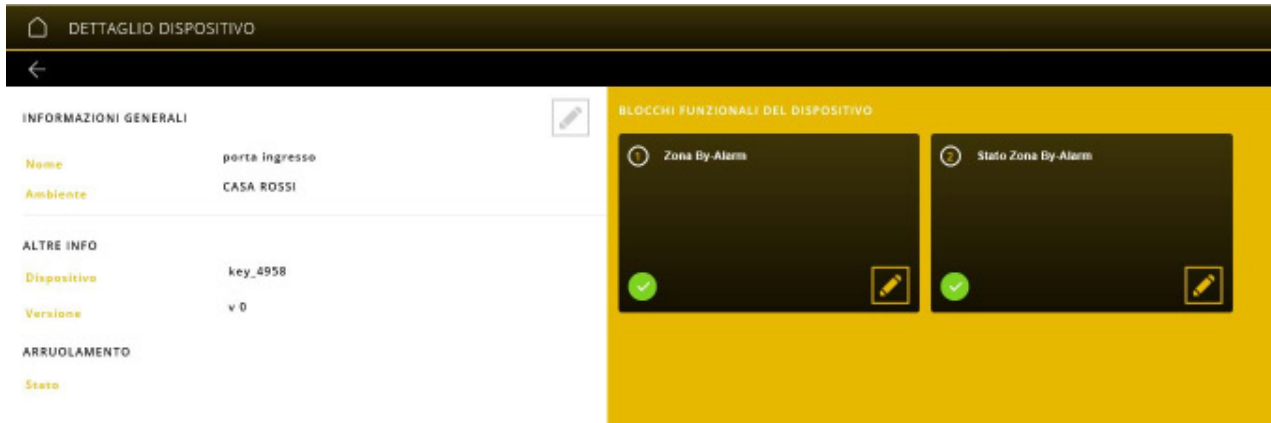 DETTAGLIO DISPOSITIVO
INFORMAZIONI GENERALI
Nome porta ingresso
Ambiente CASA ROSSI
ALTRE INFO
Dispositivo key_4958
Versione v 0
ARRUOLAMENTO
Stato
BLOCCHI FUNZIONALI DEL DISPOSITIVO
1 Zona By-Alarm
2 Stato Zona By-Alarm